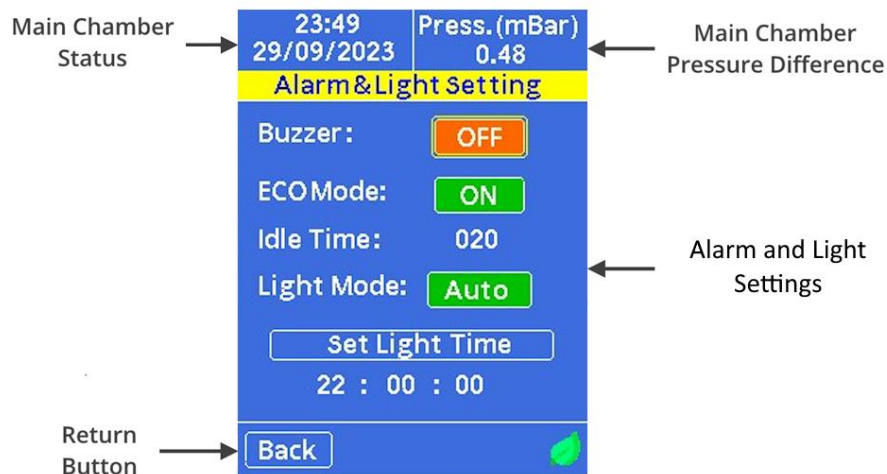 Main Chamber
Status
23:49
29/09/2023
Press.(mBar)
0.48
Main Chamber
Pressure Difference
Alarm&Light Setting
Buzzer: OFF
ECO Mode: ON
Idle Time: 020
Light Mode: Auto
Alarm and Light
Settings
Set Light Time
22 : 00 : 00
Return
Button
Back